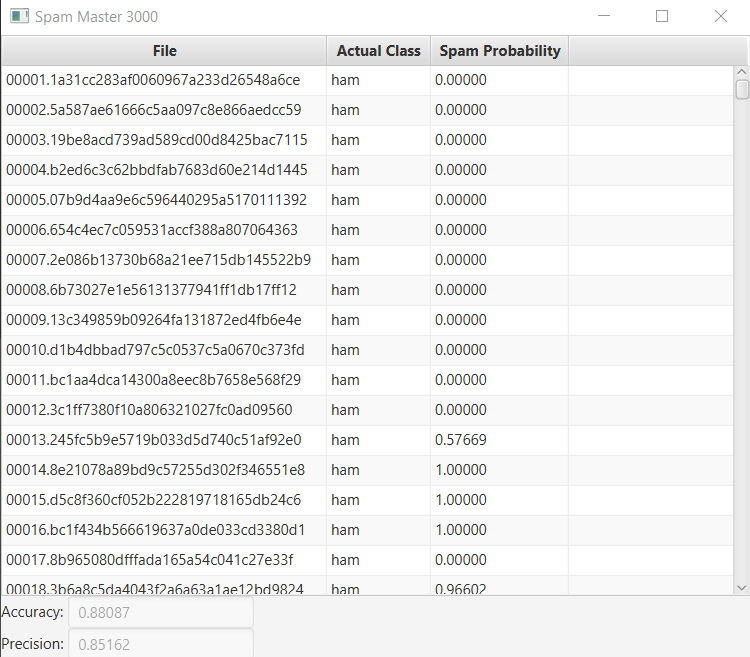 Spam Master 3000
File Actual Class Spam Probability
00001.1a31cc283af0060967a233d26548a6ce ham 0.00000
00002.5a587ae61666c5aa097c8e866aedcc59 ham 0.00000
00003.19be8acd739ad589cd00d8425bac7115 ham 0.00000
00004.b2ed6c3c62bbdfab7683d60e214d1445 ham 0.00000
00005.07b9d4aa9e6c596440295a5170111392 ham 0.00000
00006.654c4ec7c059531accf388a807064363 ham 0.00000
00007.2e086b13730b68a21ee715db145522b9 ham 0.00000
00008.6b73027e1e56131377941ff1db17ff12 ham 0.00000
00009.13c349859b09264fa131872ed4fb6e4e ham 0.00000
00010.d1b4dbbad797c5c0537c5a0670c373fd ham 0.00000
00011.bc1aa4dca14300a8eec8b7658e568f29 ham 0.00000
00012.3c1ff7380f10a806321027fc0ad09560 ham 0.00000
00013.245fc5b9e5719b033d5d740c51af92e0 ham 0.57669
00014.8e21078a89bd9c57255d302f346551e8 ham 1.00000
00015.d5c8f360cf052b222819718165db24c6 ham 1.00000
00016.bc1f434b566619637a0de033cd3380d1 ham 1.00000
00017.8b965080dfffada165a54c041c27e33f ham 0.00000
00018.3b6a8c5da4043f2a6a63a1ae12bd9824 ham 0.96602
Accuracy: 0.88087
Precision: 0.85162